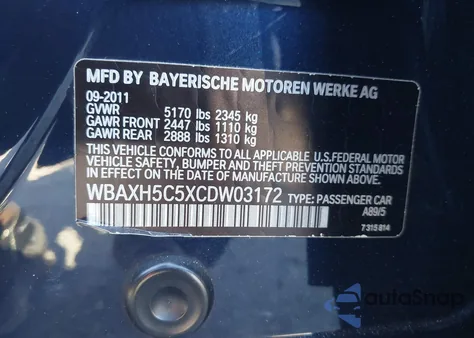 MFD BY BAYERISCHE MOTOREN WERKE AG
09-2011
GVWR 5170 lbs 2345 kg
GAWR FRONT 2447 lbs 1110 kg
GAWR REAR 2888 lbs 1310 kg
THIS VEHICLE CONFORMS TO ALL APPLICABLE U.S.FEDERAL MOTOR
VEHICLE SAFETY, BUMPER AND THEFT PREVENTION STANDARDS
IN EFFECT ON THE DATE OF MANUFACTURE SHOWN ABOVE.
WBAXH5C5XCDW03172 TYPE: PASSENGER CAR
A89/5
7 315 814
autoSnap